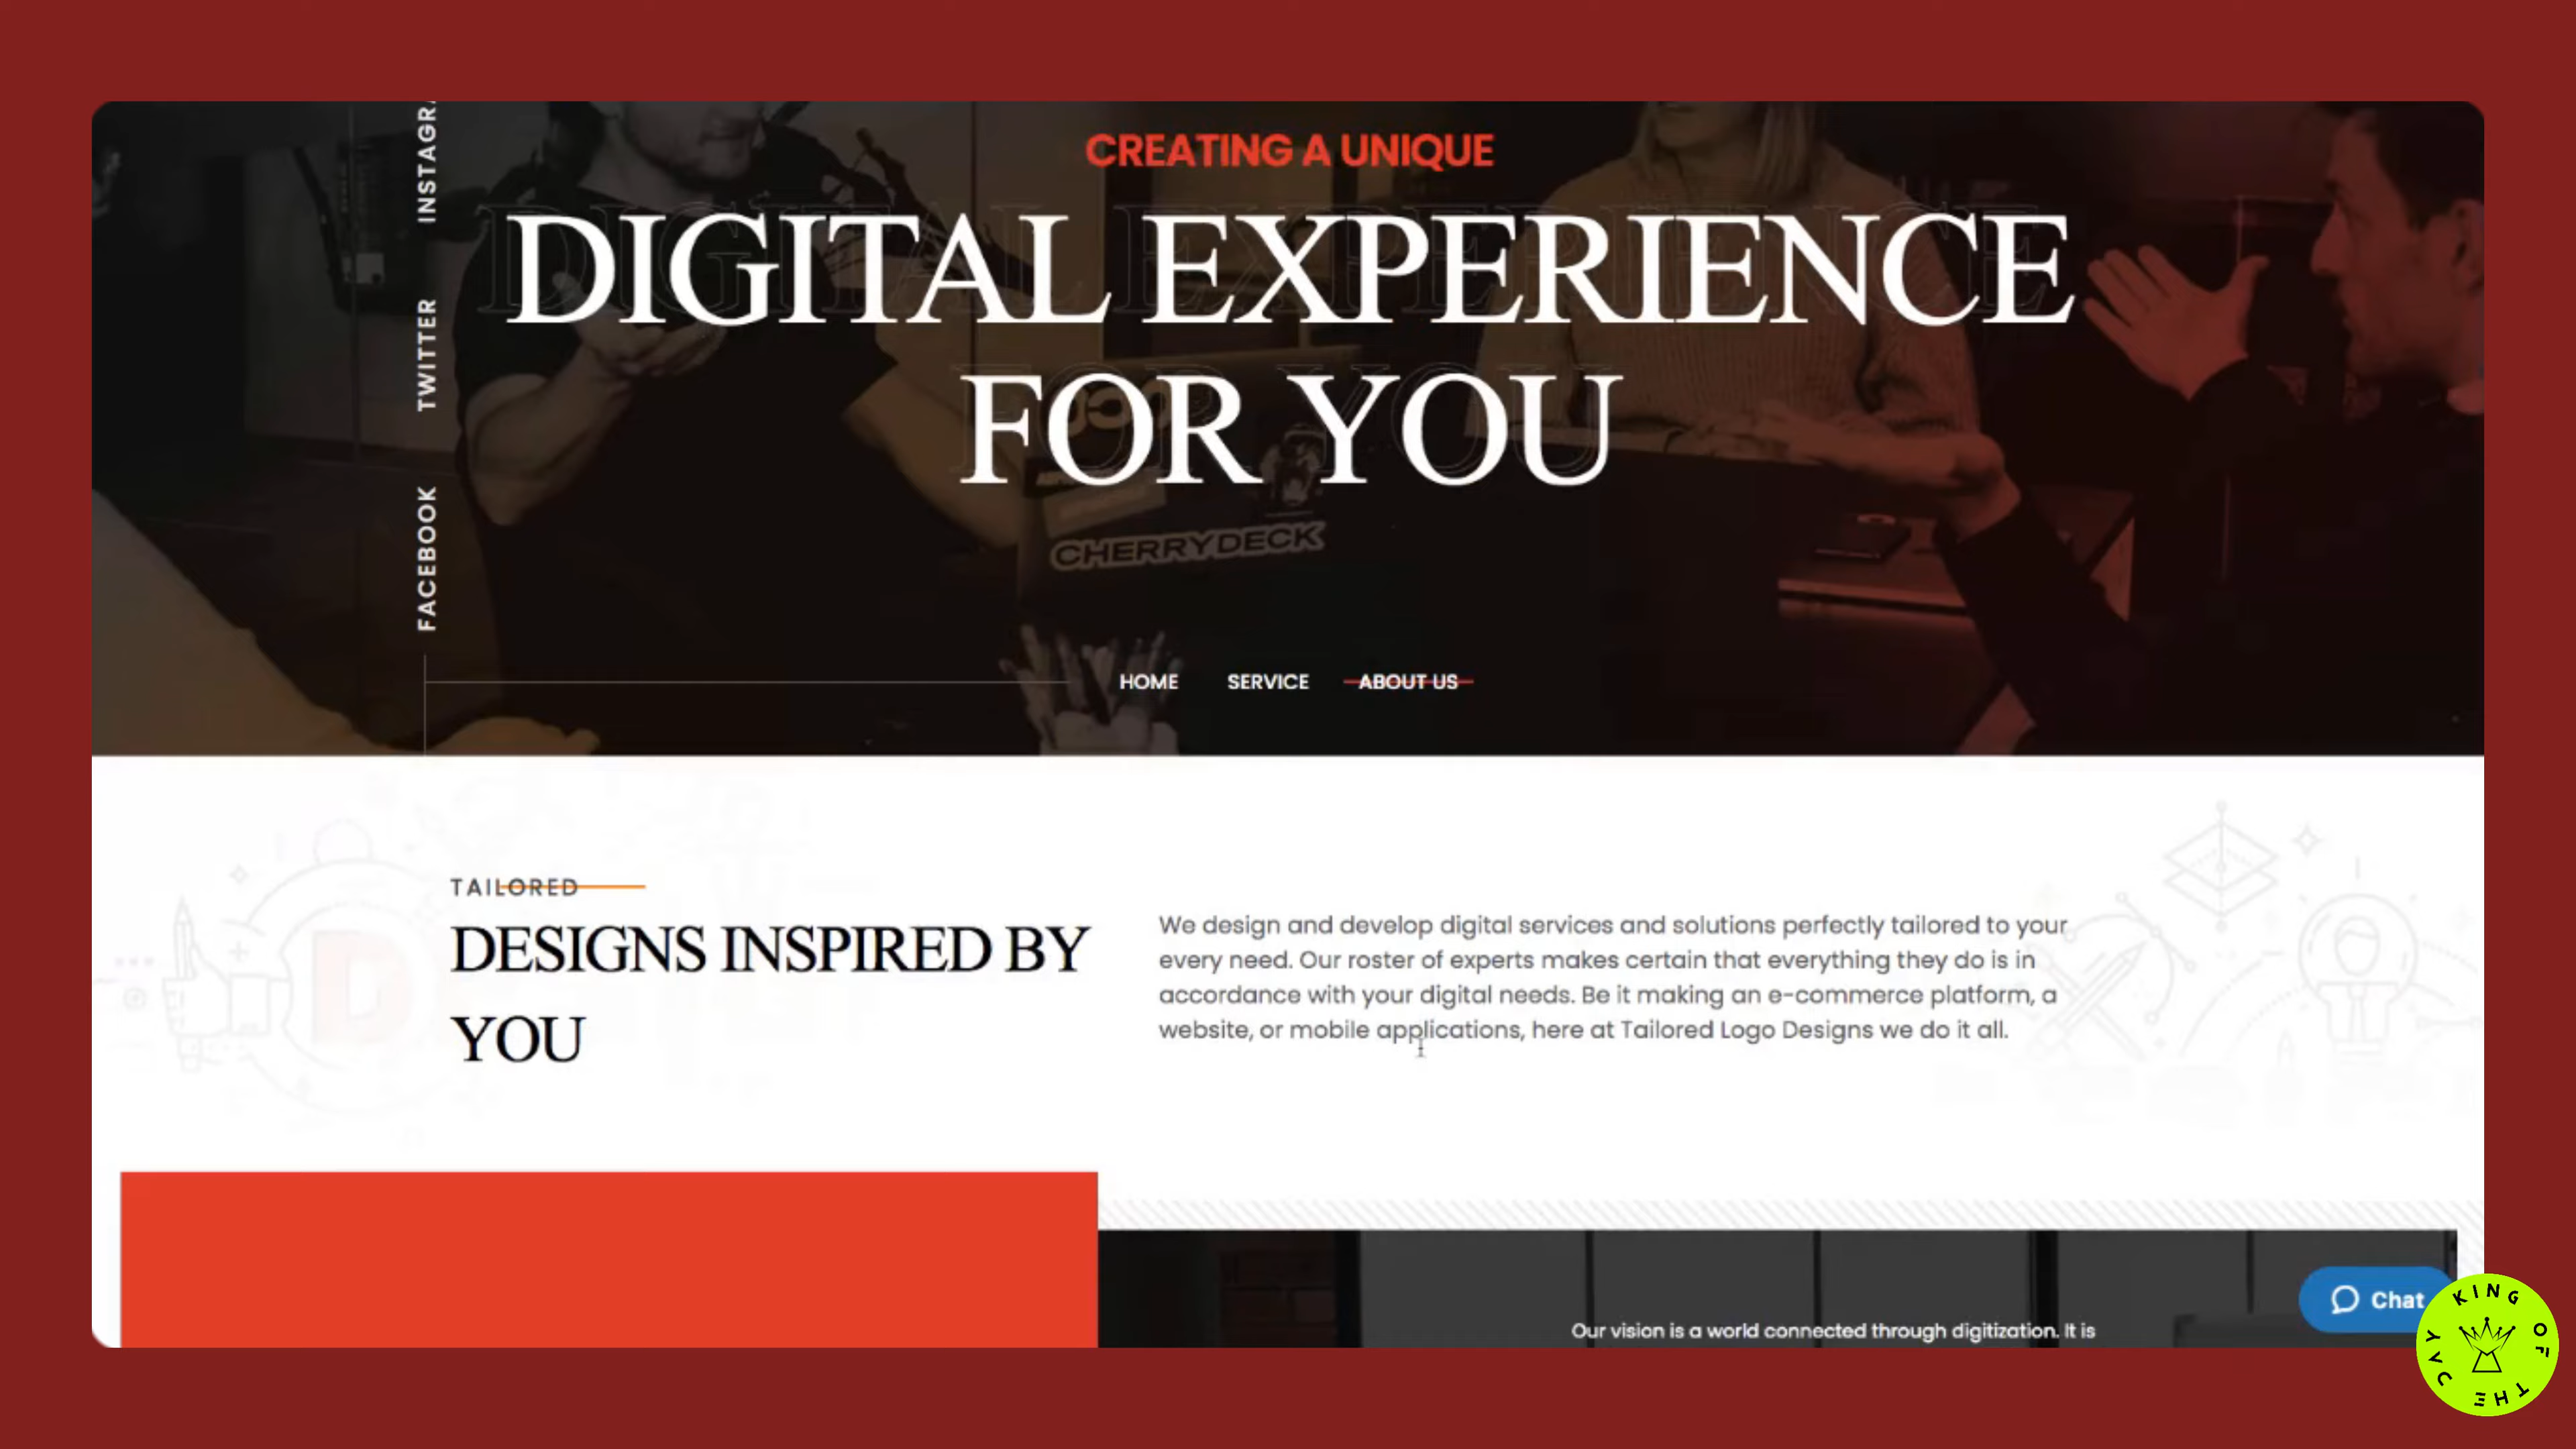 CREATING A UNIQUE
DIGITAL EXPERIENCE
FOR YOU
TWITTER
FACEBOOK
CHERRYDECK
HOME SERVICE ABOUT US
TAILORED
DESIGNS INSPIRED BY
YOU
We design and develop digital services and solutions perfectly tailored to your
every need. Our roster of experts makes certain that everything they do is in
accordance with your digital needs. Be it making an e-commerce platform, a
website, or mobile applications, here at Tailored Logo Designs we do it all.
Our vision is a world connected through digitization. It is
Chat
KING OF THE JAY